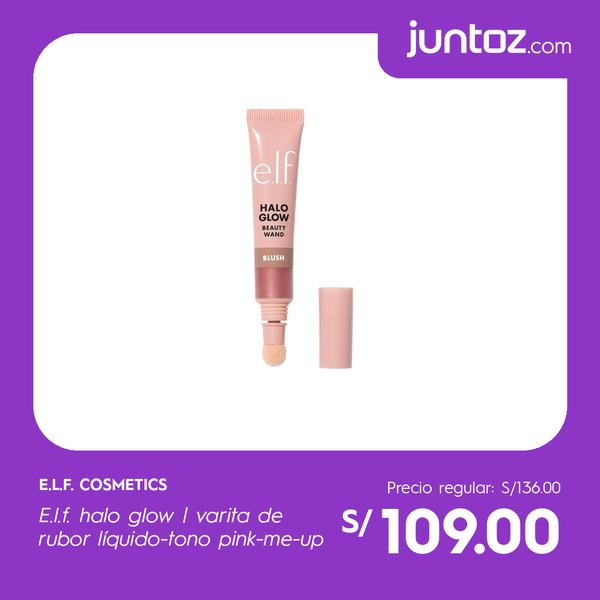 juntoz.com
e.l.f.
HALO
GLOW
BEAUTY
WAND
BLUSH
E.L.F. COSMETICS
E.l.f. halo glow | varita de
rubor líquido-tono pink-me-up
Precio regular: S/136.00
S/109.00